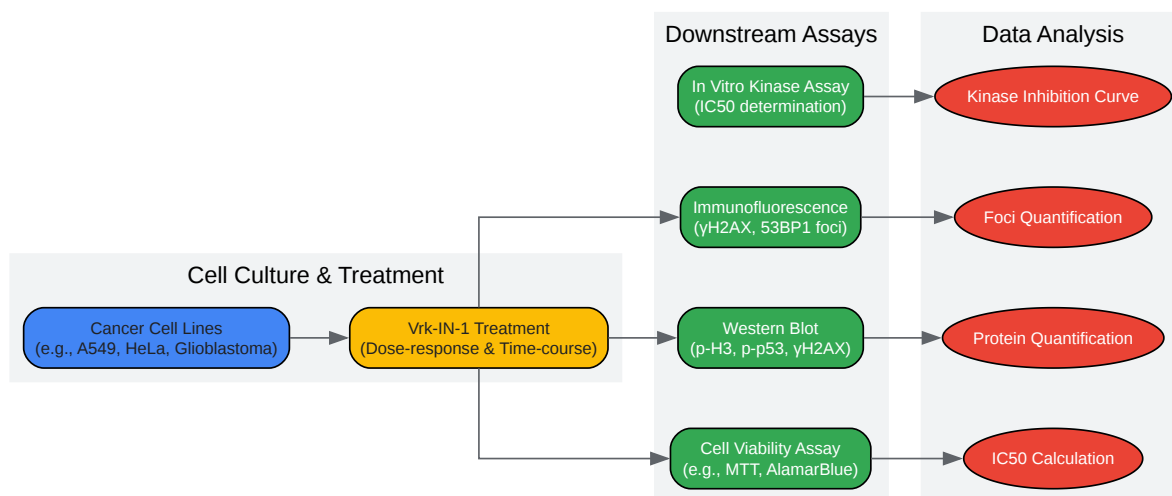 Downstream Assays
Data Analysis
In Vitro Kinase Assay
(IC50 determination)
Kinase Inhibition Curve
Immunofluorescence
(γH2AX, 53BP1 foci)
Foci Quantification
Cell Culture & Treatment
Cancer Cell Lines
(e.g., A549, HeLa, Glioblastoma)
Vrk-IN-1 Treatment
(Dose-response & Time-course)
Western Blot
(p-H3, p-p53, γH2AX)
Protein Quantification
Cell Viability Assay
(e.g., MTT, AlamarBlue)
IC50 Calculation